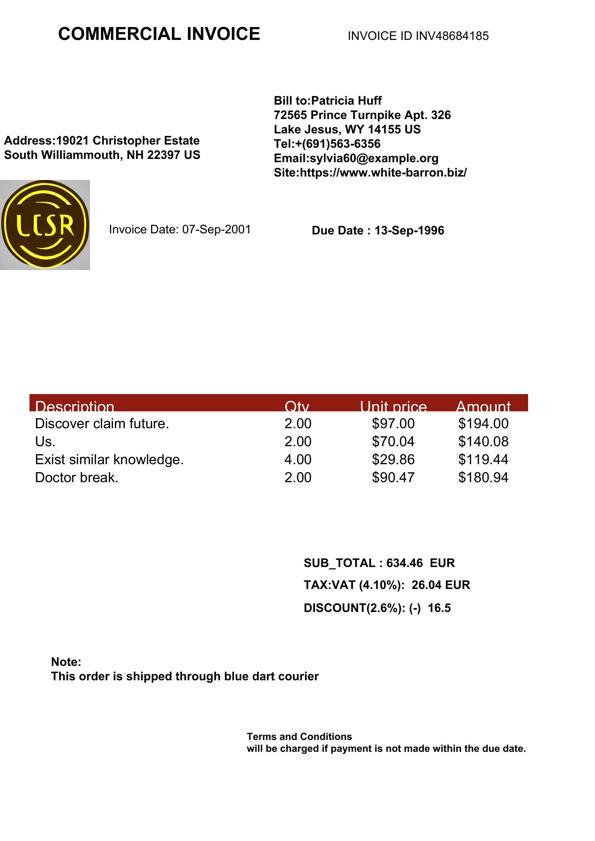 COMMERCIAL INVOICE
INVOICE ID INV48684185
Bill to:Patricia Huff
72565 Prince Turnpike Apt. 326
Lake Jesus, WY 14155 US
Tel:+(691)563-6356
Email:sylvia60@example.org
Site:https://www.white-barron.biz/
Address:19021 Christopher Estate
South Williammouth, NH 22397 US
Invoice Date: 07-Sep-2001
Due Date : 13-Sep-1996
Description Qty Unit price Amount
Discover claim future. 2.00 $97.00 $194.00
Us. 2.00 $70.04 $140.08
Exist similar knowledge. 4.00 $29.86 $119.44
Doctor break. 2.00 $90.47 $180.94
SUB_TOTAL : 634.46 EUR
TAX:VAT (4.10%): 26.04 EUR
DISCOUNT(2.6%): (-) 16.5
Note:
This order is shipped through blue dart courier
Terms and Conditions
will be charged if payment is not made within the due date.